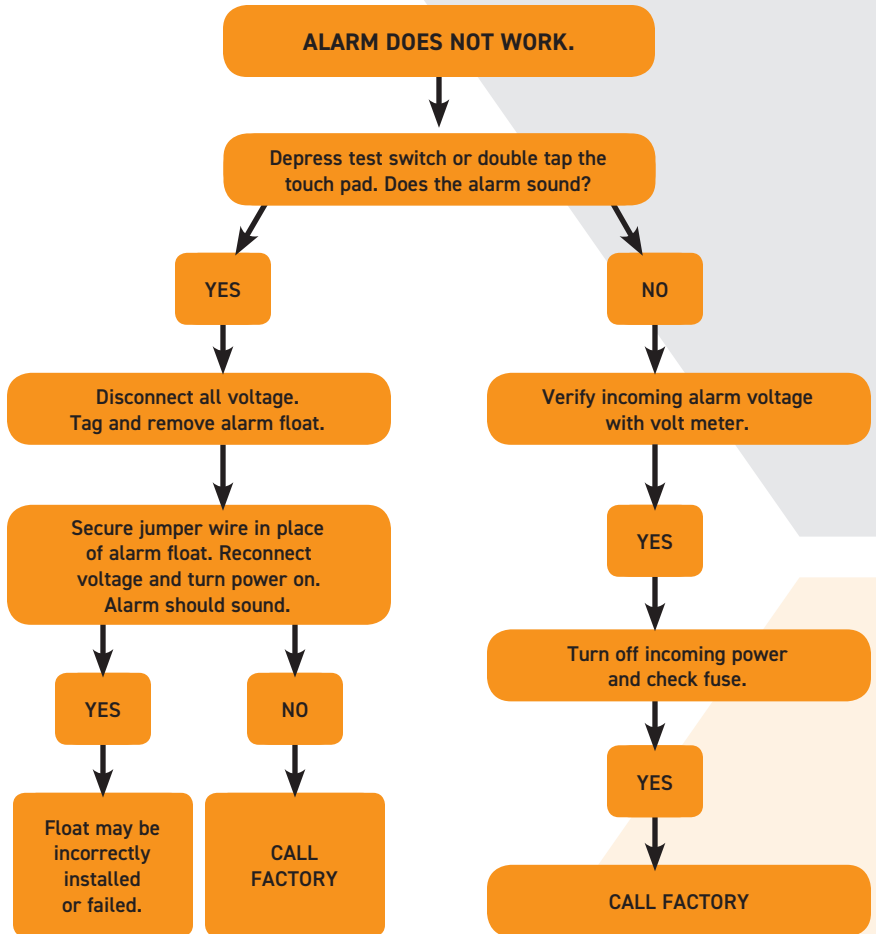 ALARM DOES NOT WORK.
Depress test switch or double tap the
touch pad. Does the alarm sound?
YES
NO
Disconnect all voltage.
Tag and remove alarm float.
Verify incoming alarm voltage
with volt meter.
Secure jumper wire in place
of alarm float. Reconnect
voltage and turn power on.
Alarm should sound.
YES
Turn off incoming power
and check fuse.
YES
NO
YES
Float may be
incorrectly
installed
or failed.
CALL
FACTORY
CALL FACTORY